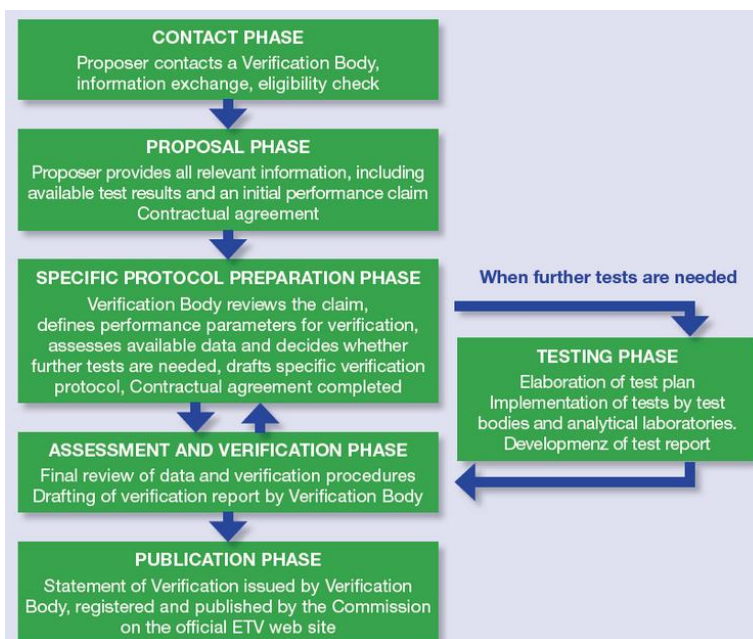 CONTACT PHASE
Proposer contacts a Verification Body,
information exchange, eligibility check
PROPOSAL PHASE
Proposer provides all relevant information, including
available test results and an initial performance claim
Contractual agreement
SPECIFIC PROTOCOL PREPARATION PHASE
Verification Body reviews the claim,
defines performance parameters for verification,
assesses available data and decides whether
further tests are needed, drafts specific verification
protocol, Contractual agreement completed
When further tests are needed
TESTING PHASE
Elaboration of test plan
Implementation of tests by test
bodies and analytical laboratories.
Developmenz of test report
ASSESSMENT AND VERIFICATION PHASE
Final review of data and verification procedures
Drafting of verification report by Verification Body
PUBLICATION PHASE
Statement of Verification issued by Verification
Body, registered and published by the Commission
on the official ETV web site